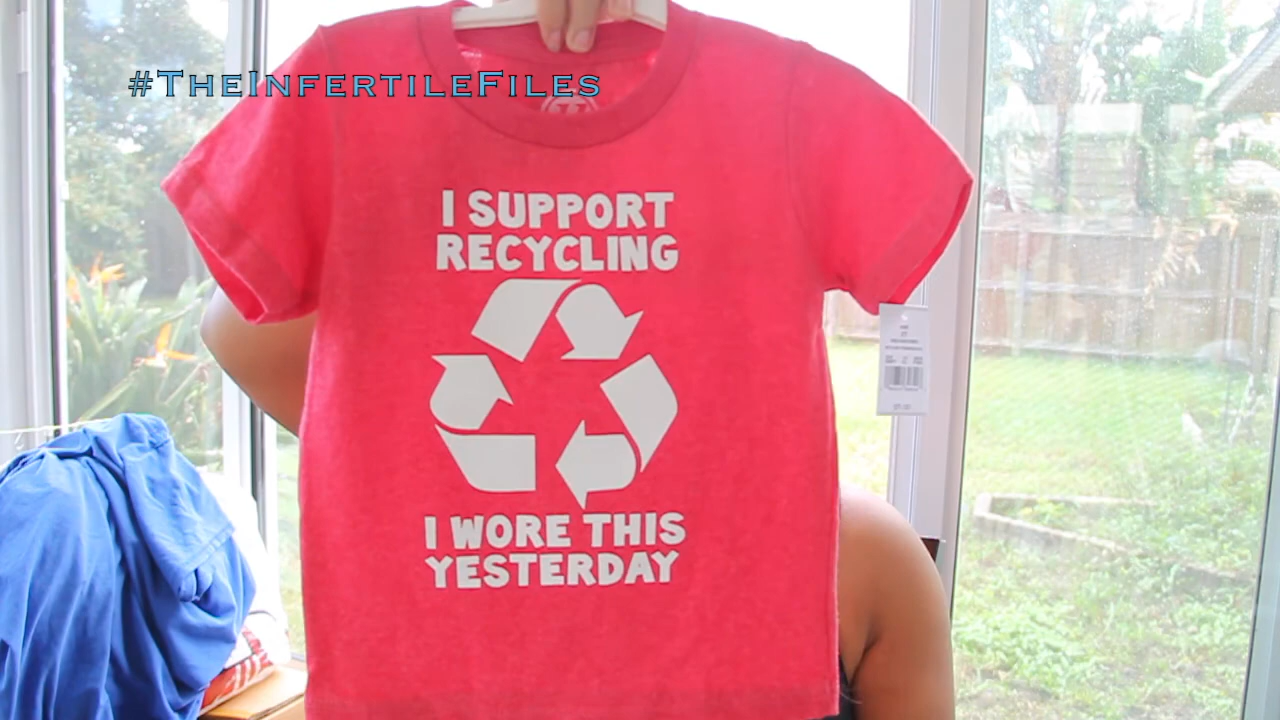 #TheInfertileFiles
I SUPPORT
RECYCLING
I WORE THIS
YESTERDAY